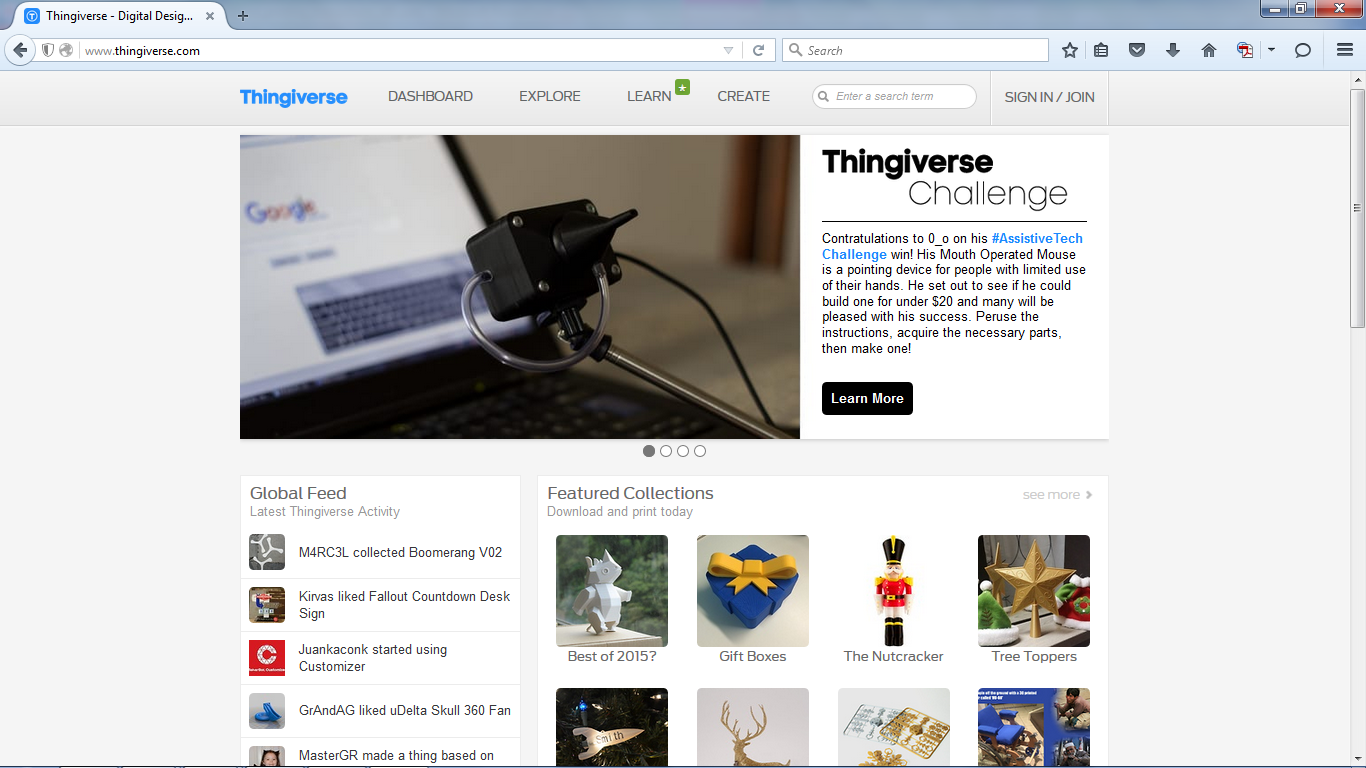 Thingiverse - Digital Desig...
www.thingiverse.com
Search
Thingiverse
DASHBOARD
EXPLORE
LEARN
*
CREATE
Enter a search term
SIGN IN / JOIN
Google
Thingiverse
Challenge
Contratulations to 0_o on his #AssistiveTech
Challenge win! His Mouth Operated Mouse
is a pointing device for people with limited use
of their hands. He set out to see if he could
build one for under $20 and many will be
pleased with his success. Peruse the
instructions, acquire the necessary parts,
then make one!
Learn More
Global Feed
Latest Thingiverse Activity
M4RC3L collected Boomerang V02
Kirvas liked Fallout Countdown Desk
Sign
Juankaconk started using
Customizer
GrAndAG liked uDelta Skull 360 Fan
MasterGR made a thing based on
Featured Collections
see more
Download and print today
Best of 2015?
Gift Boxes
The Nutcracker
Tree Toppers
Smith